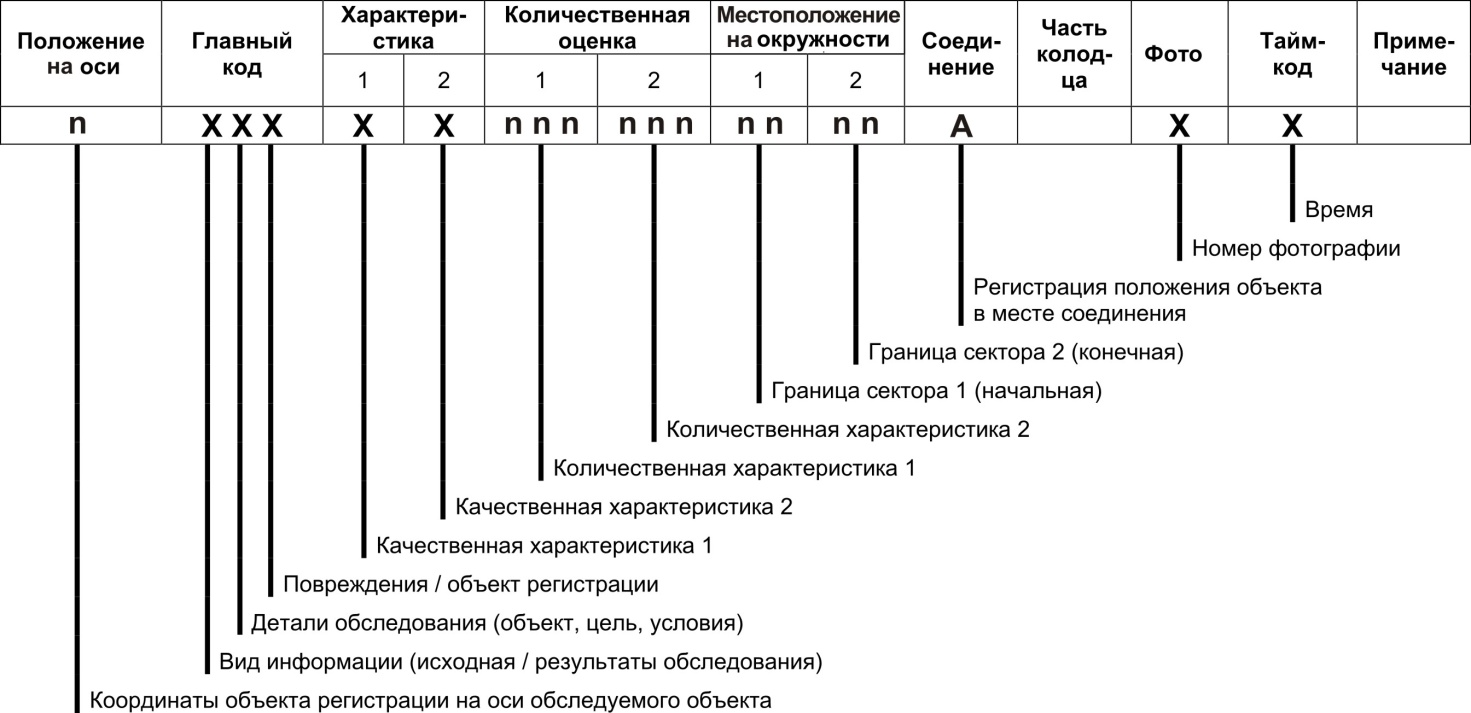 Положение на оси
Главный код
Характери-стика
Количественная оценка
Местоположение на окружности
Соеди-нение
Часть колод-ца
Фото
Тайм-код
Приме-чание
1
2
1
2
1
2
n
X X X
X
X
n n n
n n n
n n
n n
A
X
X
Время
Номер фотографии
Регистрация положения объекта
в месте соединения
Граница сектора 2 (конечная)
Граница сектора 1 (начальная)
Количественная характеристика 2
Количественная характеристика 1
Качественная характеристика 2
Качественная характеристика 1
Повреждения / объект регистрации
Детали обследования (объект, цель, условия)
Вид информации (исходная / результаты обследования)
Координаты объекта регистрации на оси обследуемого объекта